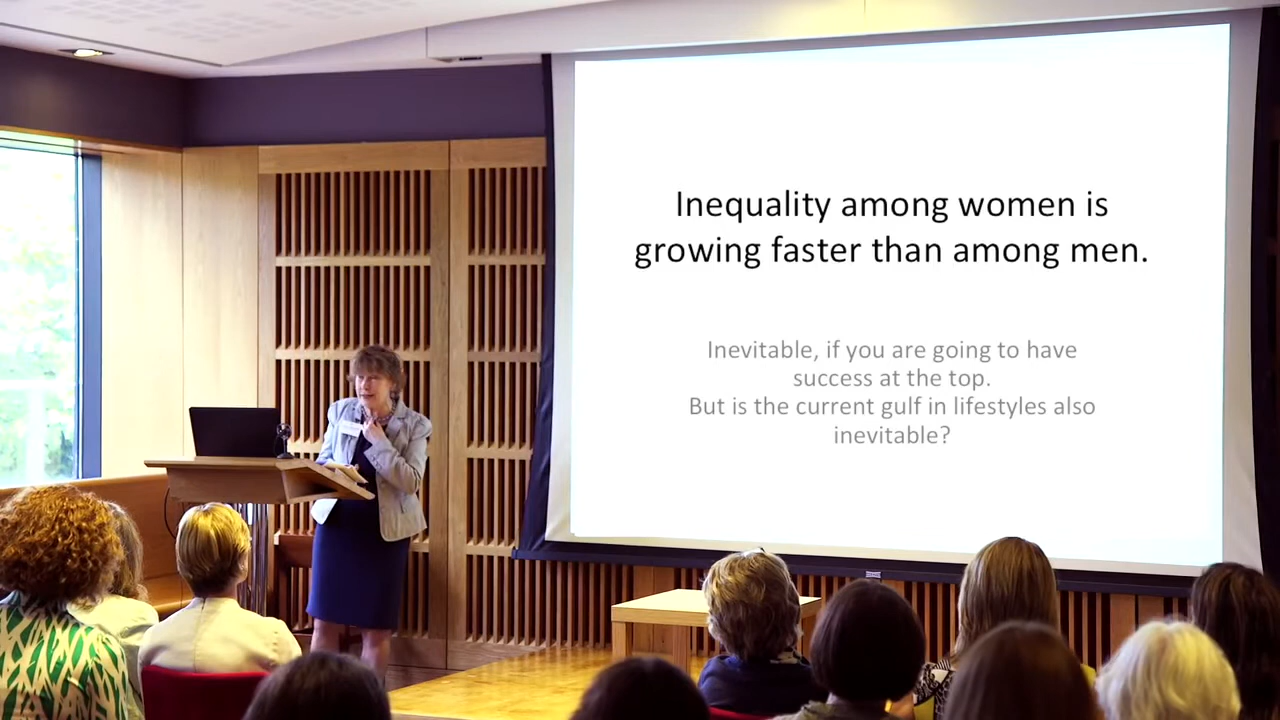 Inequality among women is
growing faster than among men.
Inevitable, if you are going to have
success at the top.
But is the current gulf in lifestyles also
inevitable?